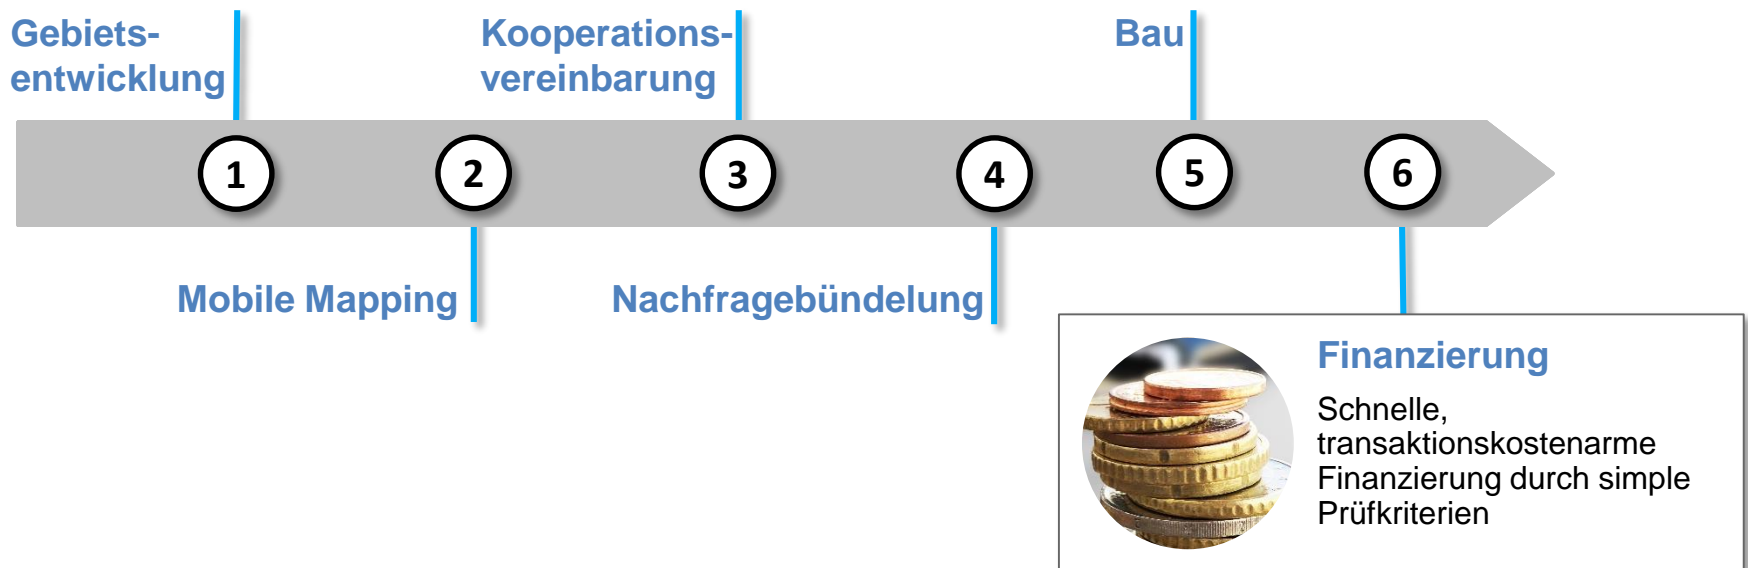 Gebiets-
entwicklung
Kooperations-
vereinbarung
Bau
1
2
3
4
5
6
Mobile Mapping
Nachfragebündelung
Finanzierung
Schnelle,
transaktionskostenarme
Finanzierung durch simple
Prüfkriterien